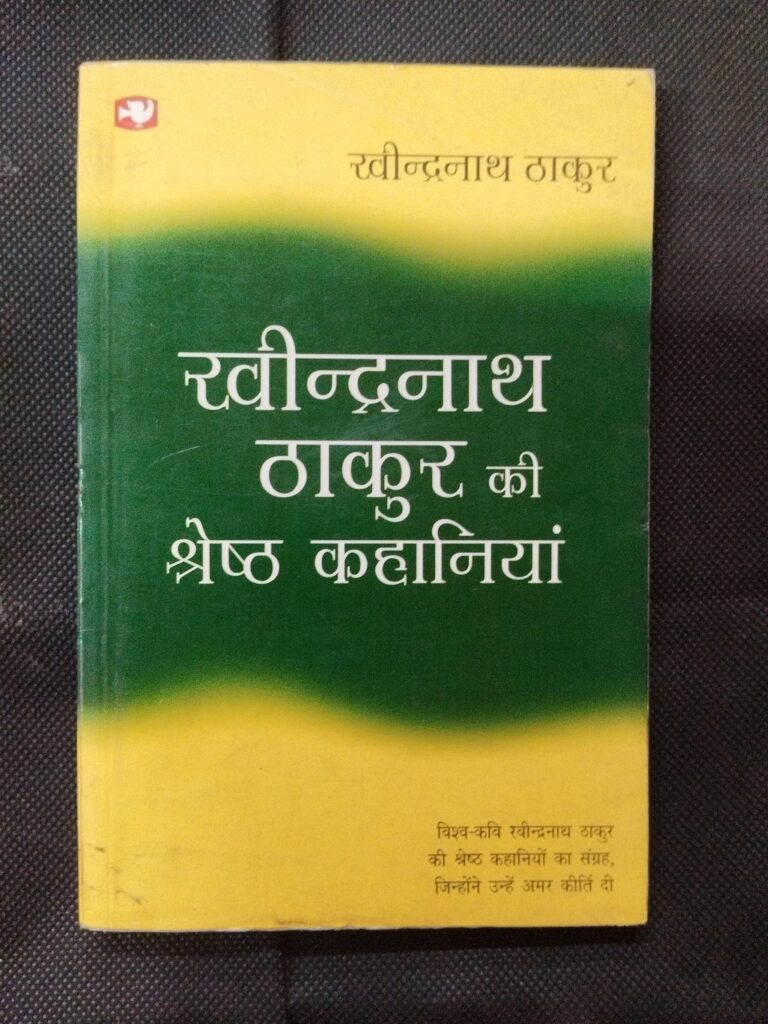 रवीन्द्रनाथ ठाकुर
रवीन्द्रनाथ
ठाकुर की
श्रेष्ठ कहानियां
विश्व-कवि रवीन्द्रनाथ ठाकुर
की श्रेष्ठ कहानियों का संग्रह,
जिन्होंने उन्हें अमर कीर्ति दी